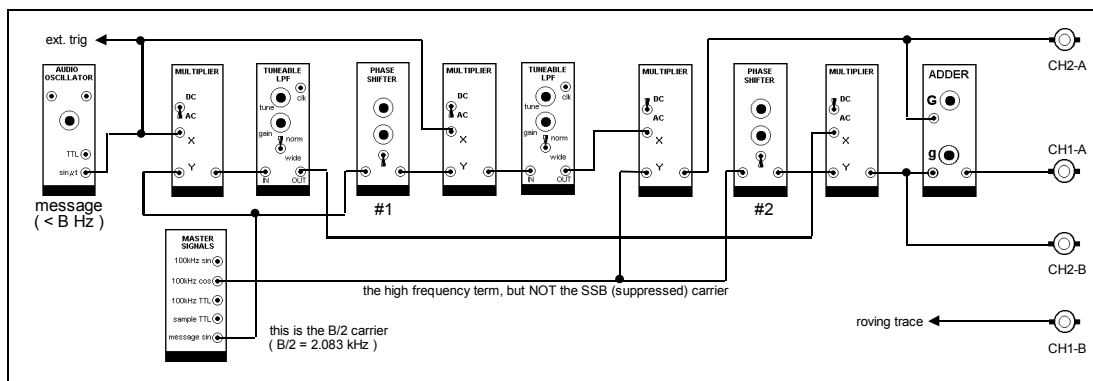 ext. trig
AUDIO
OSCILLATOR
TTL
sinμt
message
( < B Hz )
MULTIPLIER
DC
AC
X
Y
TUNEABLE
LPF
clk
tune
gain
norm
wide
IN
OUT
PHASE
SHIFTER
#1
MULTIPLIER
DC
AC
X
Y
TUNEABLE
LPF
clk
tune
gain
norm
wide
IN
OUT
MULTIPLIER
DC
AC
X
Y
PHASE
SHIFTER
#2
MULTIPLIER
DC
AC
X
Y
ADDER
G
g
CH2-A
CH1-A
CH2-B
CH1-B
MASTER
SIGNALS
100kHz sin
100kHz cos
100kHz TTL
sample TTL
message sin
the high frequency term, but NOT the SSB (suppressed) carrier
this is the B/2 carrier
( B/2 = 2.083 kHz )
roving trace